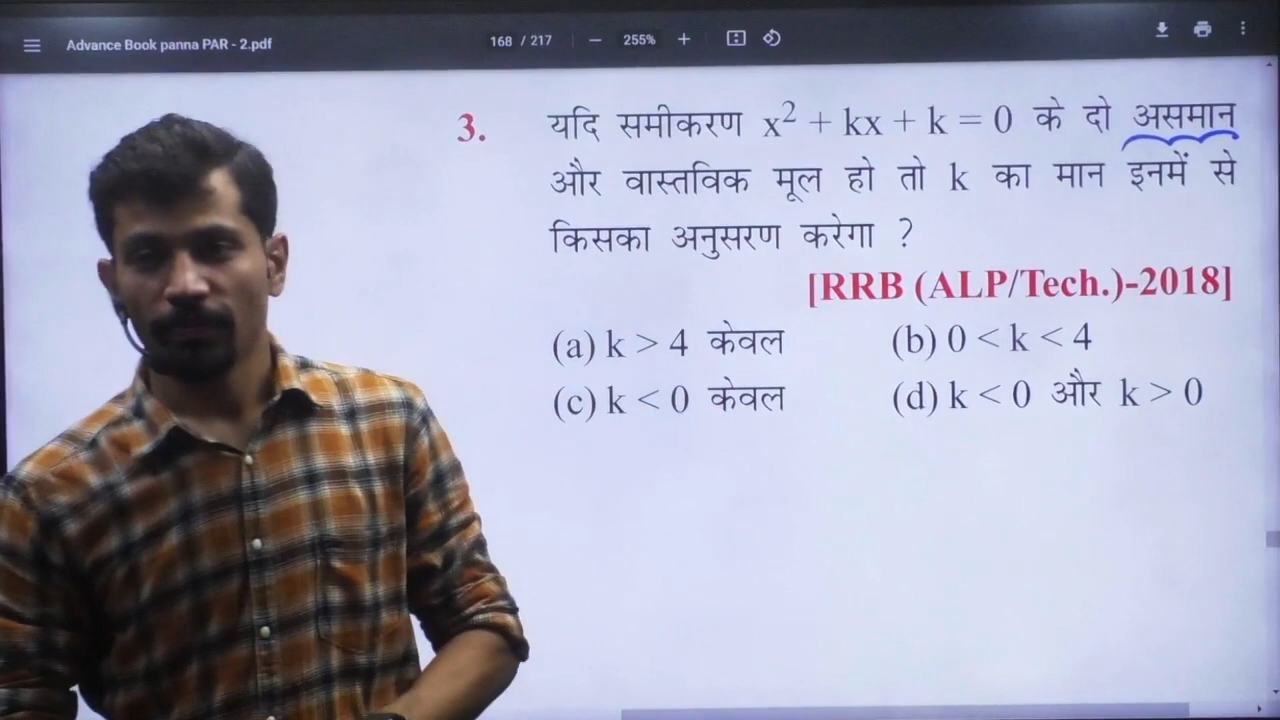 Advance Book panna PAR - 2.pdf
168 / 217 − 255% +
3. यदि समीकरण x² + kx + k = 0 के दो असमान
और वास्तविक मूल हो तो k का मान इनमें से
किसका अनुसरण करेगा ?
[RRB (ALP/Tech.)-2018]
(a) k > 4 केवल (b) 0 < k < 4
(c) k < 0 केवल (d) k < 0 और k > 0